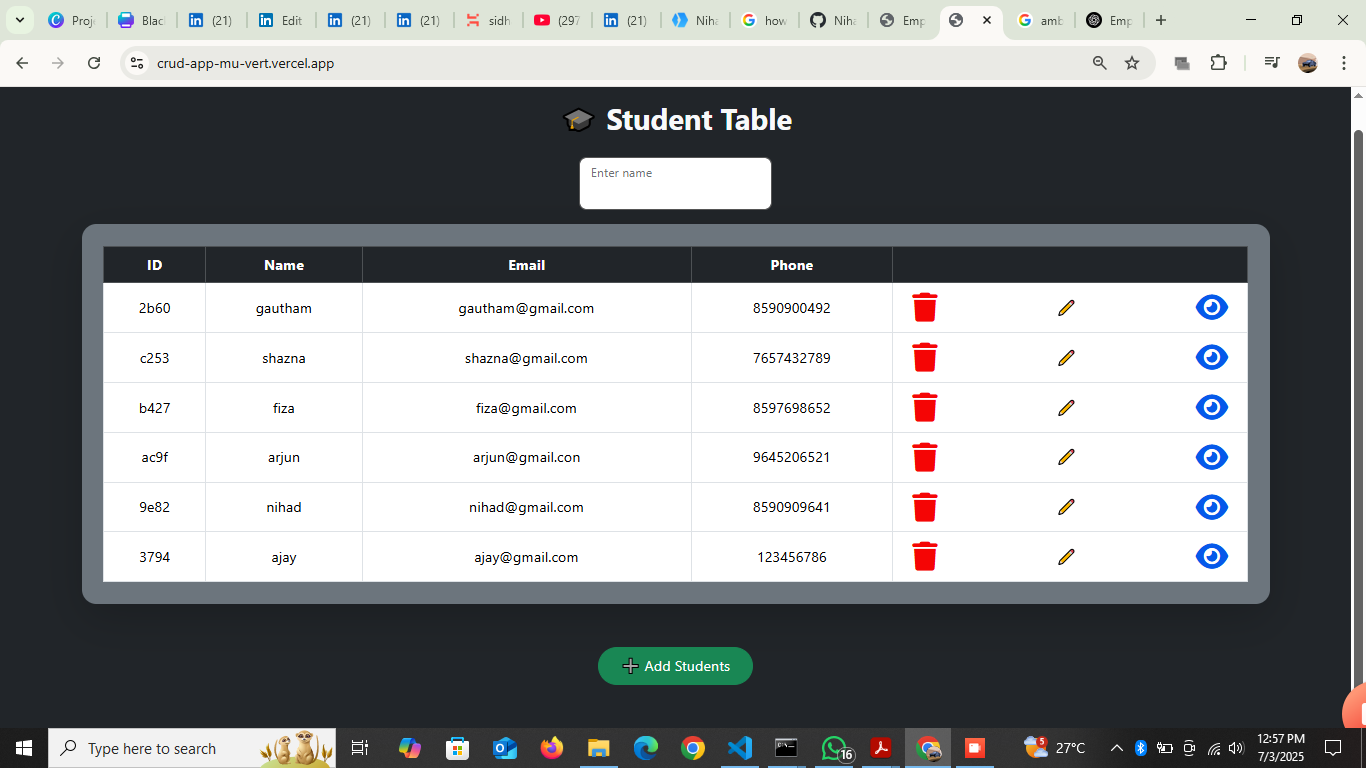 Proje
Blac
(21)
Edit
(21)
(21)
sidh
(297
(21)
Niha
how
Niha
Emp
amb
Emp
crud-app-mu-vert.vercel.app
🎓 Student Table
Enter name
ID Name Email Phone
2b60 gautham gautham@gmail.com 8590900492
c253 shazna shazna@gmail.com 7657432789
b427 fiza fiza@gmail.com 8597698652
ac9f arjun arjun@gmail.con 9645206521
9e82 nihad nihad@gmail.com 8590909641
3794 ajay ajay@gmail.com 123456786
➕ Add Students
Type here to search
16
5
27°C
12:57 PM
7/3/2025